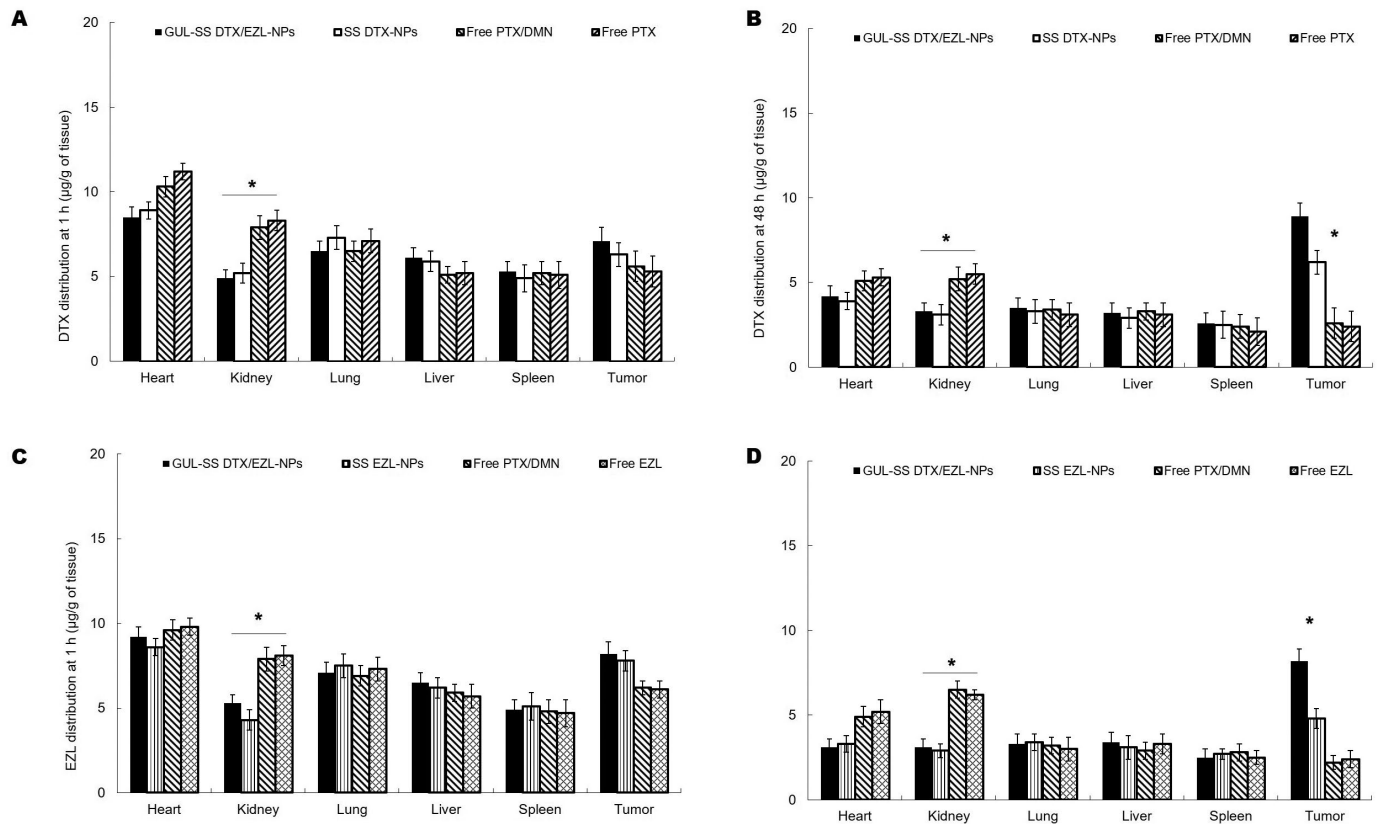 A
20
15
10
5
0
DTX distribution at 1 h (µg/g of tissue)
GUL-SS DTX/EZL-NPs SS DTX-NPs Free PTX/DMN Free PTX
*
Heart Kidney Lung Liver Spleen Tumor
B
20
15
10
5
0
DTX distribution at 48 h (µg/g of tissue)
GUL-SS DTX/EZL-NPs SS DTX-NPs Free PTX/DMN Free PTX
*
*
Heart Kidney Lung Liver Spleen Tumor
C
20
15
10
5
0
EZL distribution at 1 h (µg/g of tissue)
GUL-SS DTX/EZL-NPs SS EZL-NPs Free PTX/DMN Free EZL
*
Heart Kidney Lung Liver Spleen Tumor
D
20
15
10
5
0
GUL-SS DTX/EZL-NPs SS EZL-NPs Free PTX/DMN Free EZL
*
*
Heart Kidney Lung Liver Spleen Tumor